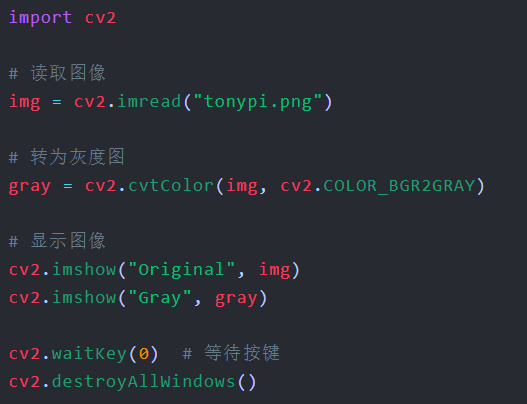 import cv2
# 读取图像
img = cv2.imread("tonypi.png")
# 转为灰度图
gray = cv2.cvtColor(img, cv2.COLOR_BGR2GRAY)
# 显示图像
cv2.imshow("Original", img)
cv2.imshow("Gray", gray)
cv2.waitKey(0)  # 等待按键
cv2.destroyAllWindows()